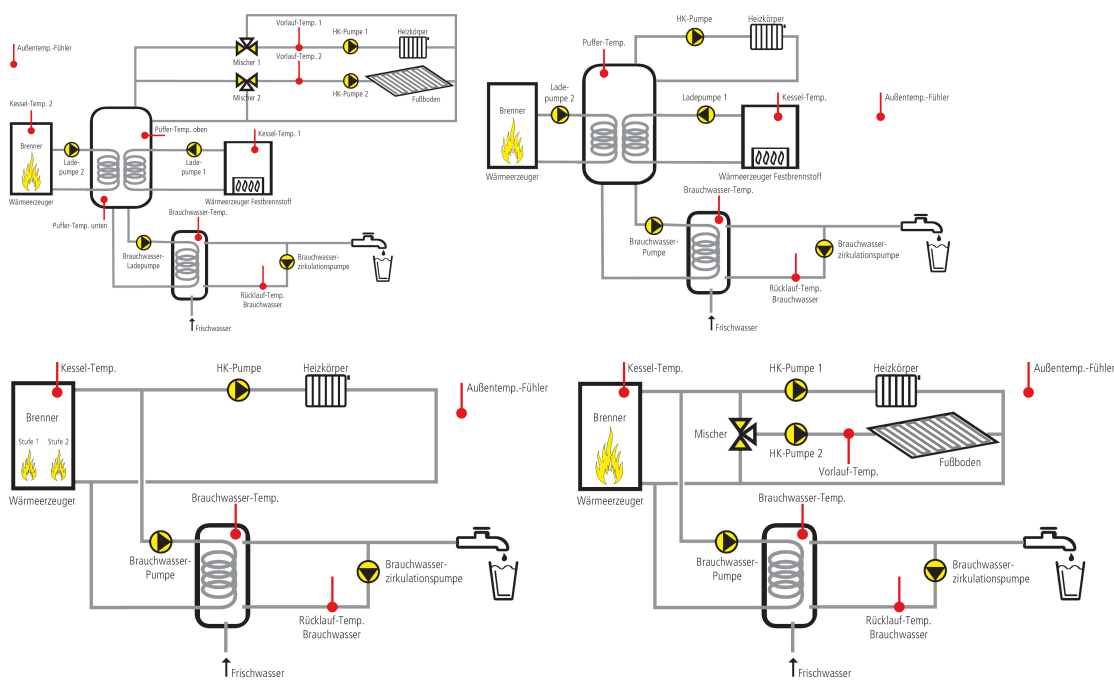 Außentemp.-Fühler
Vorlauf-Temp. 1
HK-Pumpe 1
Heizkörper
Mischer 1
Vorlauf-Temp. 2
Mischer 2
HK-Pumpe 2
Fußboden
Kessel-Temp. 2
Brenner
Wärmeerzeuger
Lade-
pumpe 2
Puffer-Temp. oben
Lade-
pumpe 1
Kessel-Temp. 1
Wärmeerzeuger Festbrennstoff
Puffer-Temp. unten
Brauchwasser-Temp.
Brauchwasser-
Ladepumpe
Brauchwasser-
zirkulationspumpe
Rücklauf-Temp.
Brauchwasser
Frischwasser
HK-Pumpe
Heizkörper
Puffer-Temp.
Lade-
pumpe 2
Ladepumpe 1
Kessel-Temp.
Außentemp.-Fühler
Brenner
Wärmeerzeuger
Wärmeerzeuger Festbrennstoff
Brauchwasser-Temp.
Brauchwasser-
Pumpe
Brauchwasser-
zirkulationspumpe
Rücklauf-Temp.
Brauchwasser
Frischwasser
Kessel-Temp.
HK-Pumpe
Heizkörper
Außentemp.-Fühler
Brenner
Stufe 1 Stufe 2
Wärmeerzeuger
Brauchwasser-Temp.
Brauchwasser-
Pumpe
Brauchwasser-
zirkulationspumpe
Rücklauf-Temp.
Brauchwasser
Frischwasser
Kessel-Temp.
HK-Pumpe 1
Heizkörper
Außentemp.-Fühler
Brenner
Mischer
HK-Pumpe 2
Vorlauf-Temp.
Fußboden
Wärmeerzeuger
Brauchwasser-Temp.
Brauchwasser-
Pumpe
Brauchwasser-
zirkulationspumpe
Rücklauf-Temp.
Brauchwasser
Frischwasser